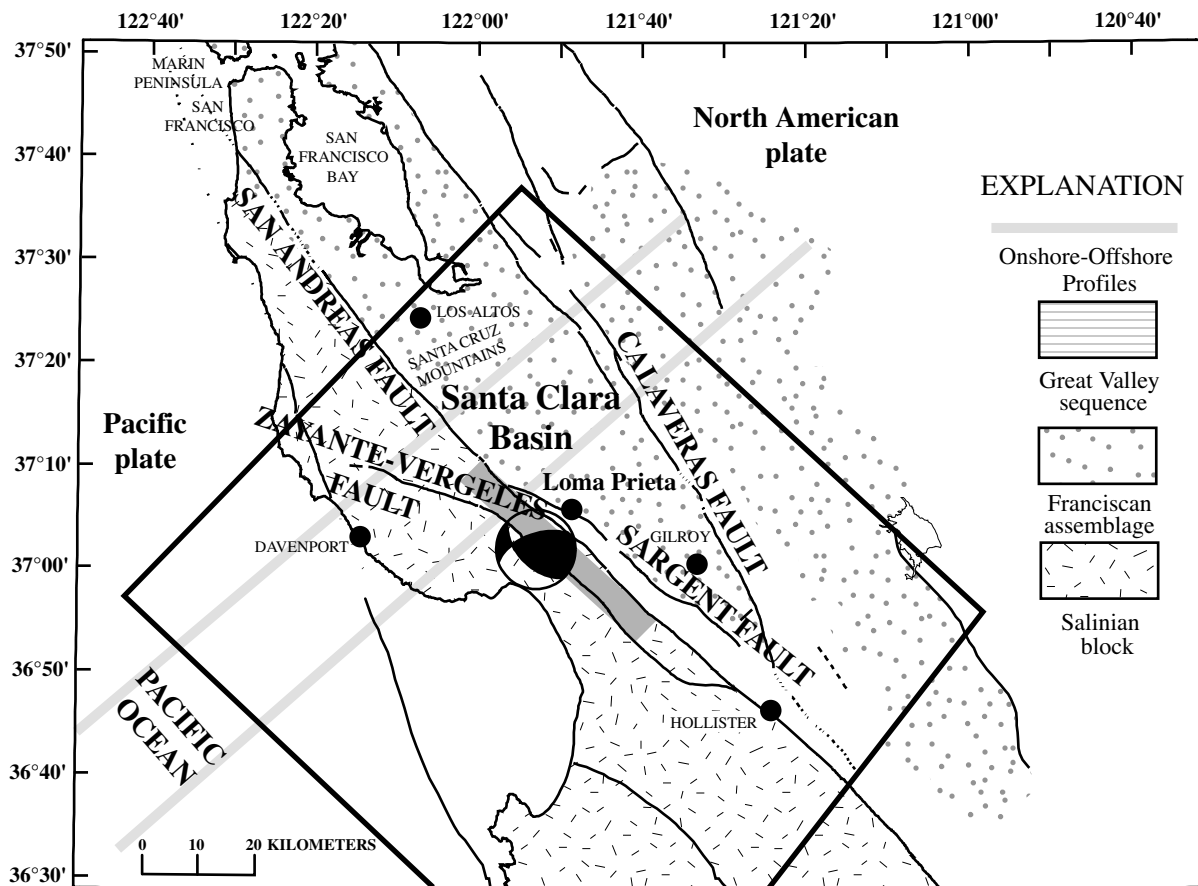 122°40' 122°20' 122°00' 121°40' 121°20' 121°00' 120°40'
37°50'
37°40'
37°30'
37°20'
37°10'
37°00'
36°50'
36°40'
36°30'
MARIN
PENINSULA
SAN
FRANCISCO
SAN
FRANCISCO
BAY
North American
plate
SAN ANDREAS FAULT
LOS ALTOS
SANTA CRUZ
MOUNTAINS
Santa Clara
Basin
CALAVERAS FAULT
Pacific
plate
ZAYANTE-VERGELES
FAULT
Loma Prieta
DAVENPORT
GILROY
SARGENT FAULT
HOLLISTER
PACIFIC
OCEAN
0 10 20 KILOMETERS
EXPLANATION
Onshore-Offshore
Profiles
Great Valley
sequence
Franciscan
assemblage
Salinian
block